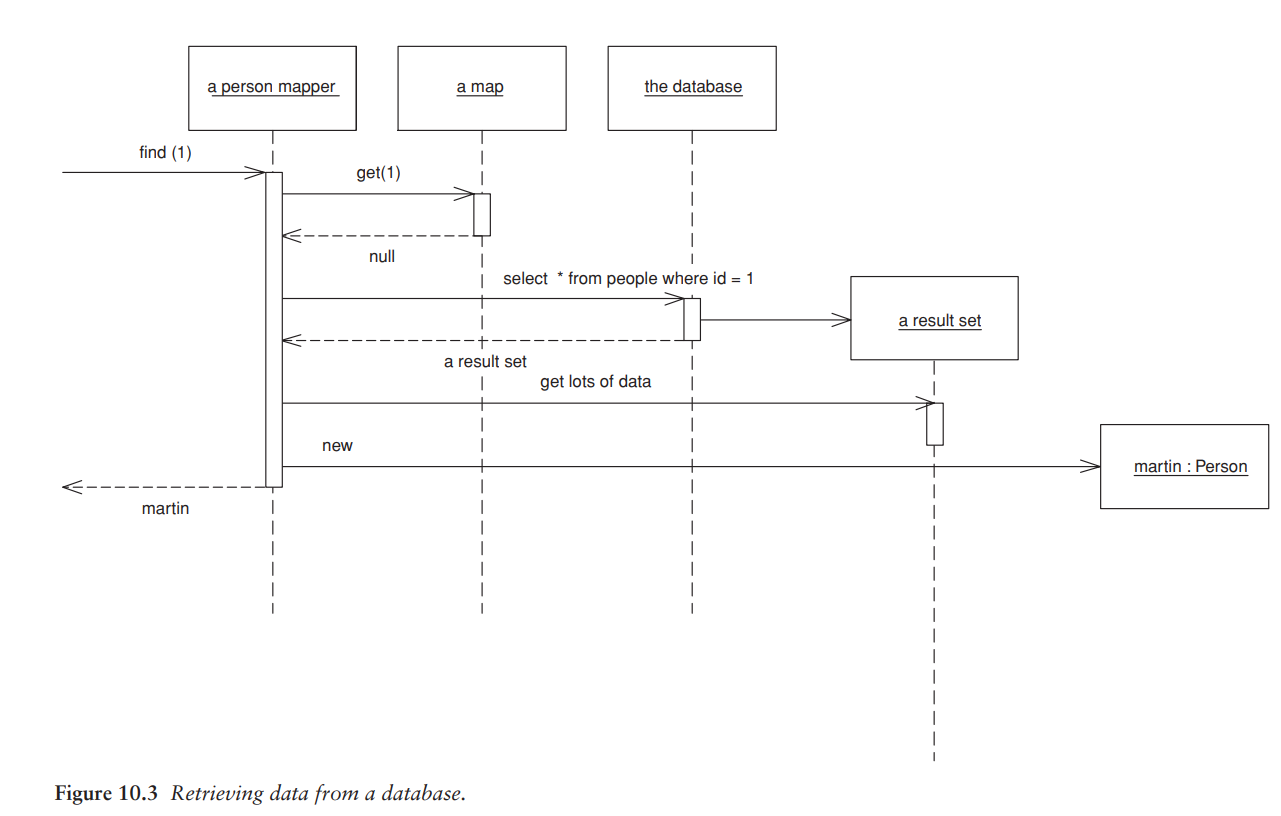 a person mapper
a map
the database
find (1)
get(1)
null
select * from people where id = 1
a result set
a result set
get lots of data
new
martin : Person
martin
Figure 10.3 Retrieving data from a database.